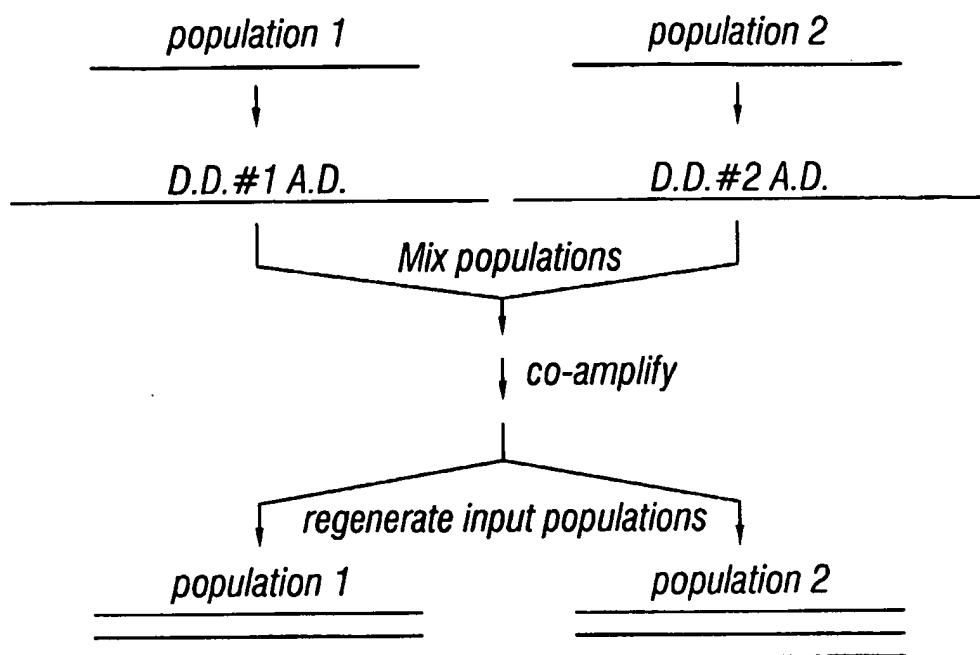 population 1
population 2
D.D.#1 A.D.
D.D.#2 A.D.
Mix populations
co-amplify
regenerate input populations
population 1
population 2